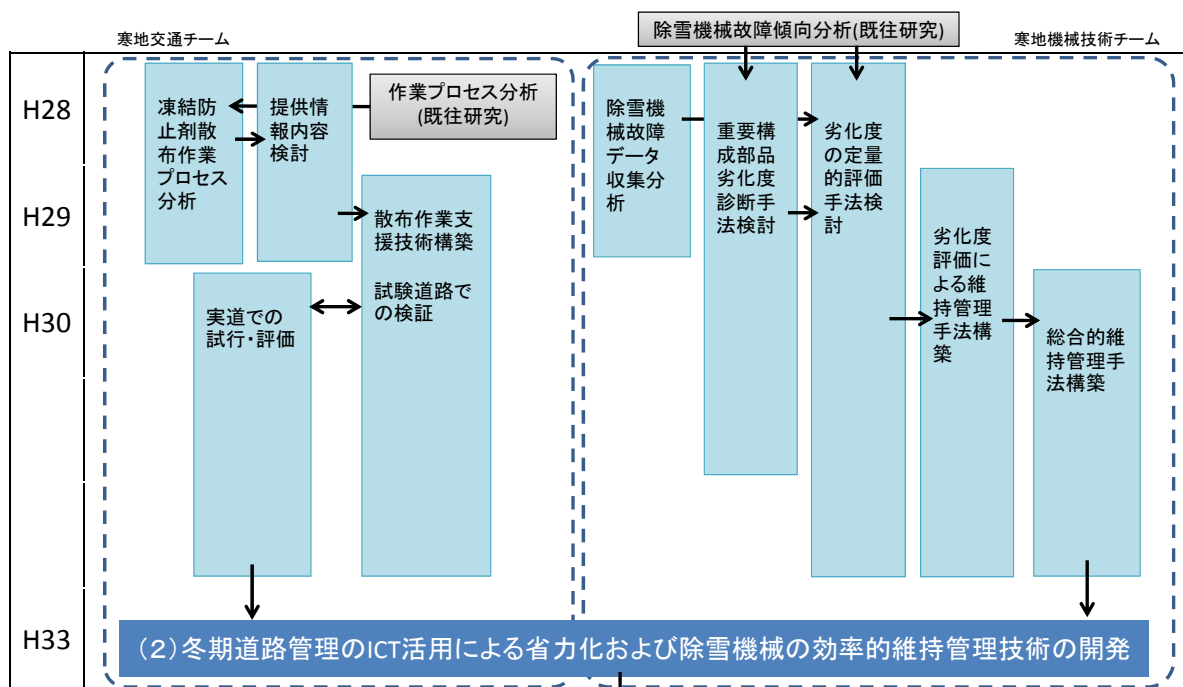 寒地交通チーム
除雪機械故障傾向分析(既往研究)
寒地機械技術チーム
H28
凍結防
止剤散
布作業
プロセス
分析
提供情
報内容
検討
作業プロセス分析
(既往研究)
除雪機
械故障
データ
収集分
析
重要構
成部品
劣化度
診断手
法検討
劣化度
の定量
的評価
手法検
討
H29
散布作業支
援技術構築
試験道路で
の検証
劣化度
評価によ
る維
持管理
手法構
築
H30
実道での
試行・評価
総合的維
持管理手
法構築
H33
(2)冬期道路管理のICT活用による省力化および除雪機械の効率的維持管理技術の開発